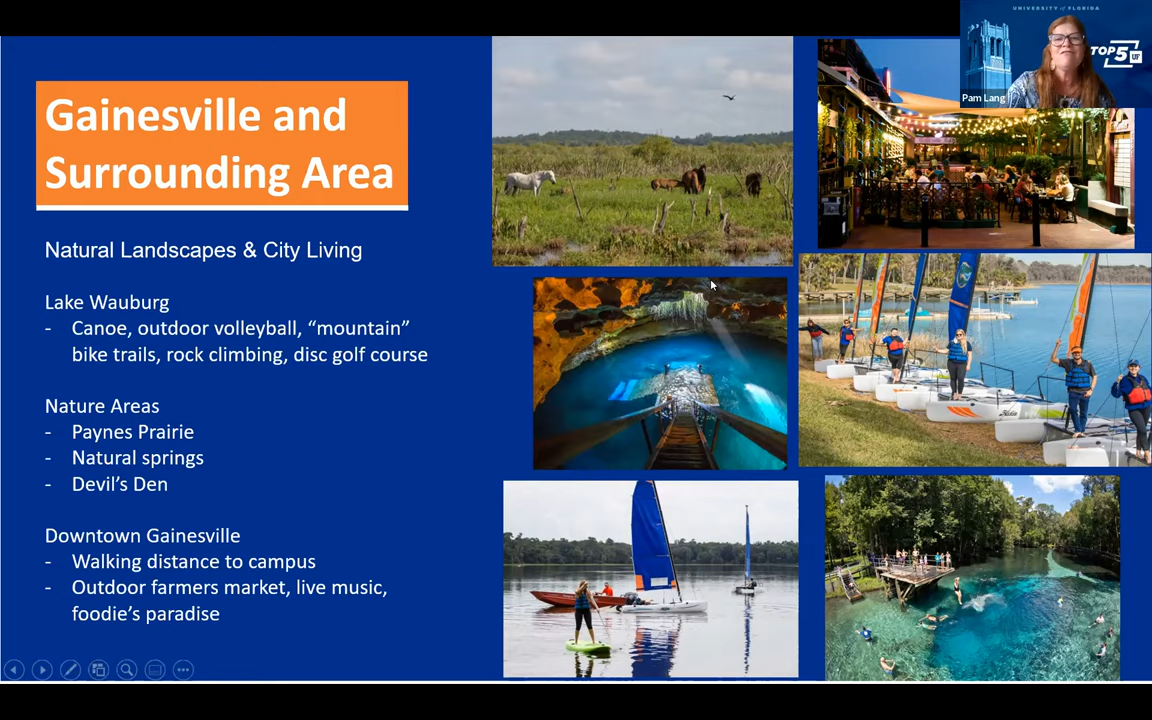 UNIVERSITY of FLORIDA
TOP5
UF
Pam Lang
Gainesville and
Surrounding Area
Natural Landscapes & City Living
Lake Wauburg
- Canoe, outdoor volleyball, “mountain”
bike trails, rock climbing, disc golf course
Nature Areas
- Paynes Prairie
- Natural springs
- Devil’s Den
Downtown Gainesville
- Walking distance to campus
- Outdoor farmers market, live music,
foodie’s paradise